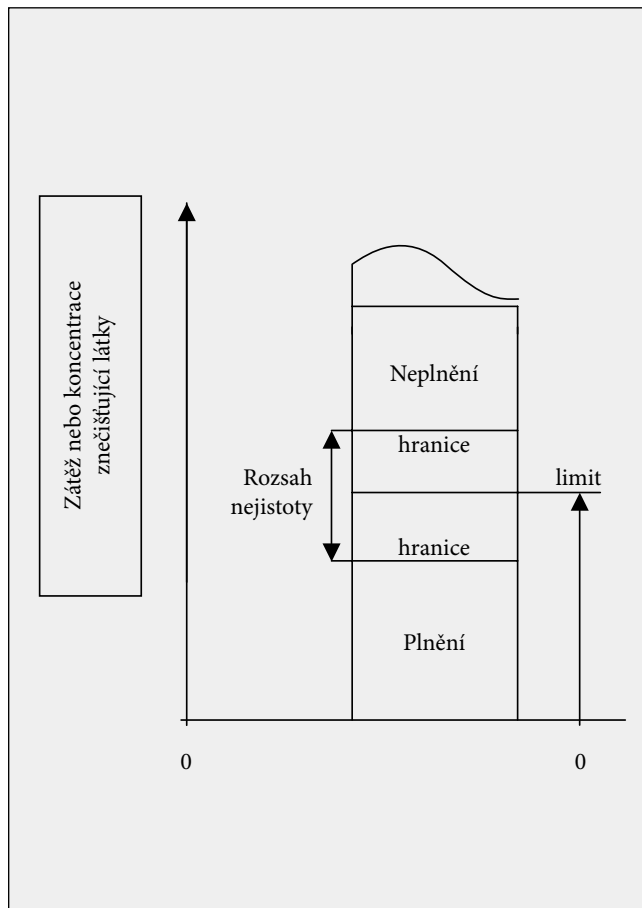 Zátěž nebo koncentrace
znečišťující látky
Neplnění
hranice
Rozsah
nejistoty
limit
hranice
Plnění
0
0